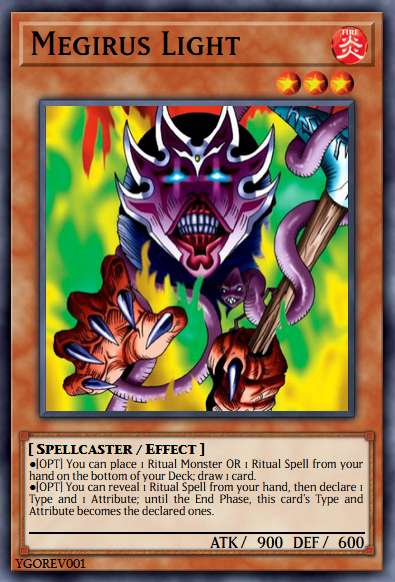 MEGIRUS LIGHT
FIRE
炎
[ SPELLCASTER / EFFECT ]
●[OPT] You can place 1 Ritual Monster OR 1 Ritual Spell from your
hand on the bottom of your Deck; draw 1 card.
●[OPT] You can reveal 1 Ritual Spell from your hand, then declare 1
Type and 1 Attribute; until the End Phase, this card's Type and
Attribute becomes the declared ones.
ATK / 900 DEF / 600
YGOREV001